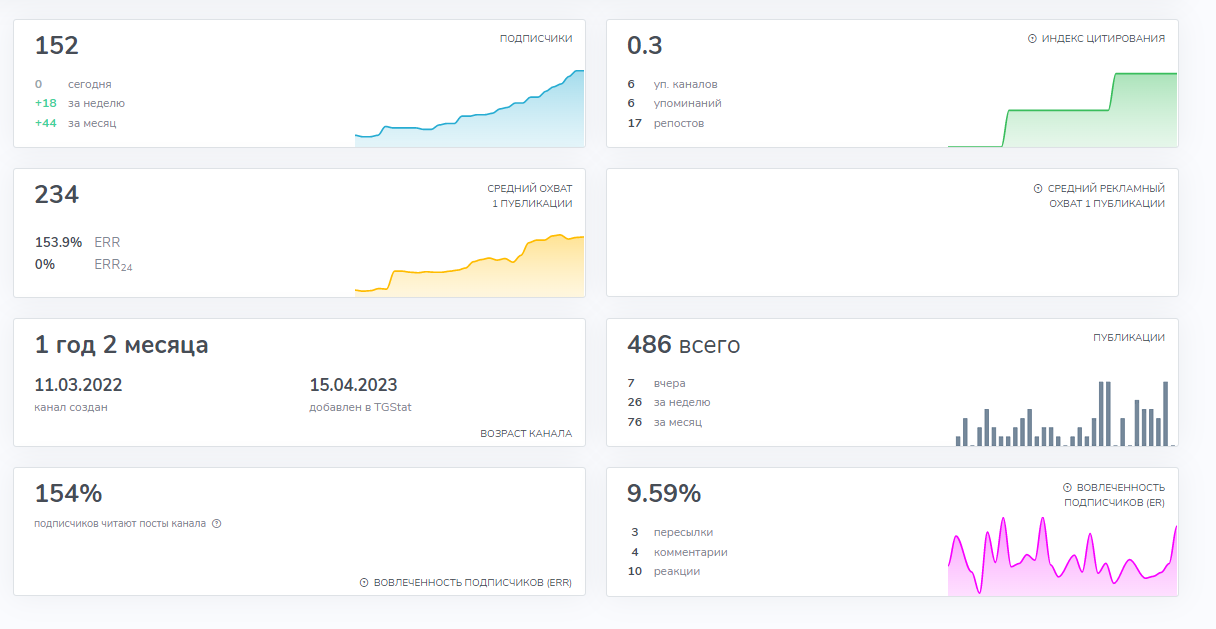 152
ПОДПИСЧИКИ
0 сегодня
+18 за неделю
+44 за месяц
0.3
ИНДЕКС ЦИТИРОВАНИЯ
6 уп. каналов
6 упоминаний
17 репостов
234
СРЕДНИЙ ОХВАТ
1 ПУБЛИКАЦИИ
153.9% ERR
0% ERR24
СРЕДНИЙ РЕКЛАМНЫЙ
ОХВАТ 1 ПУБЛИКАЦИИ
1 год 2 месяца
11.03.2022
канал создан
15.04.2023
добавлен в TGStat
ВОЗРАСТ КАНАЛА
486 всего
ПУБЛИКАЦИИ
7 вчера
26 за неделю
76 за месяц
154%
подписчиков читают посты канала
ВОВЛЕЧЕННОСТЬ ПОДПИСЧИКОВ (ERR)
9.59%
ВОВЛЕЧЕННОСТЬ
ПОДПИСЧИКОВ (ER)
3 пересылки
4 комментарии
10 реакции